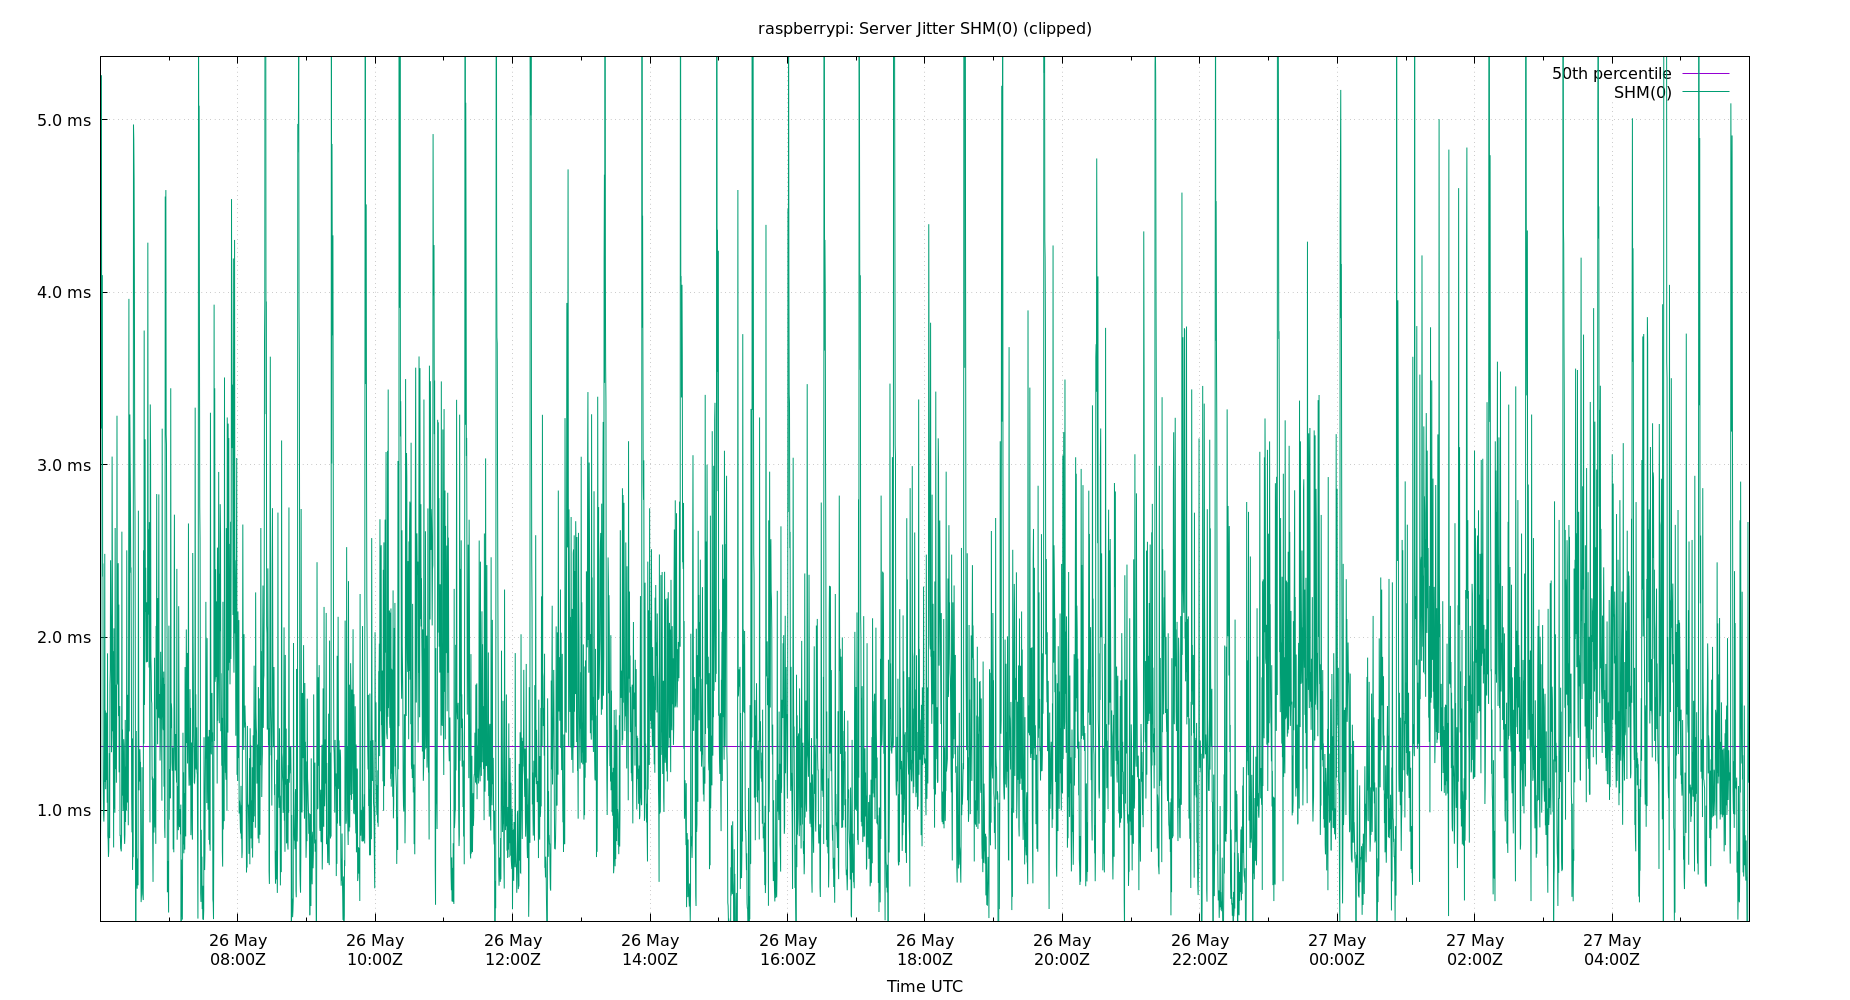 raspberrypi: Server Jitter SHM(0) (clipped)
50th percentile
SHM(0)
5.0 ms
4.0 ms
3.0 ms
2.0 ms
1.0 ms
26 May 26 May 26 May 26 May 26 May 26 May 26 May 26 May 27 May 27 May 27 May
08:00Z 10:00Z 12:00Z 14:00Z 16:00Z 18:00Z 20:00Z 22:00Z 00:00Z 02:00Z 04:00Z
Time UTC